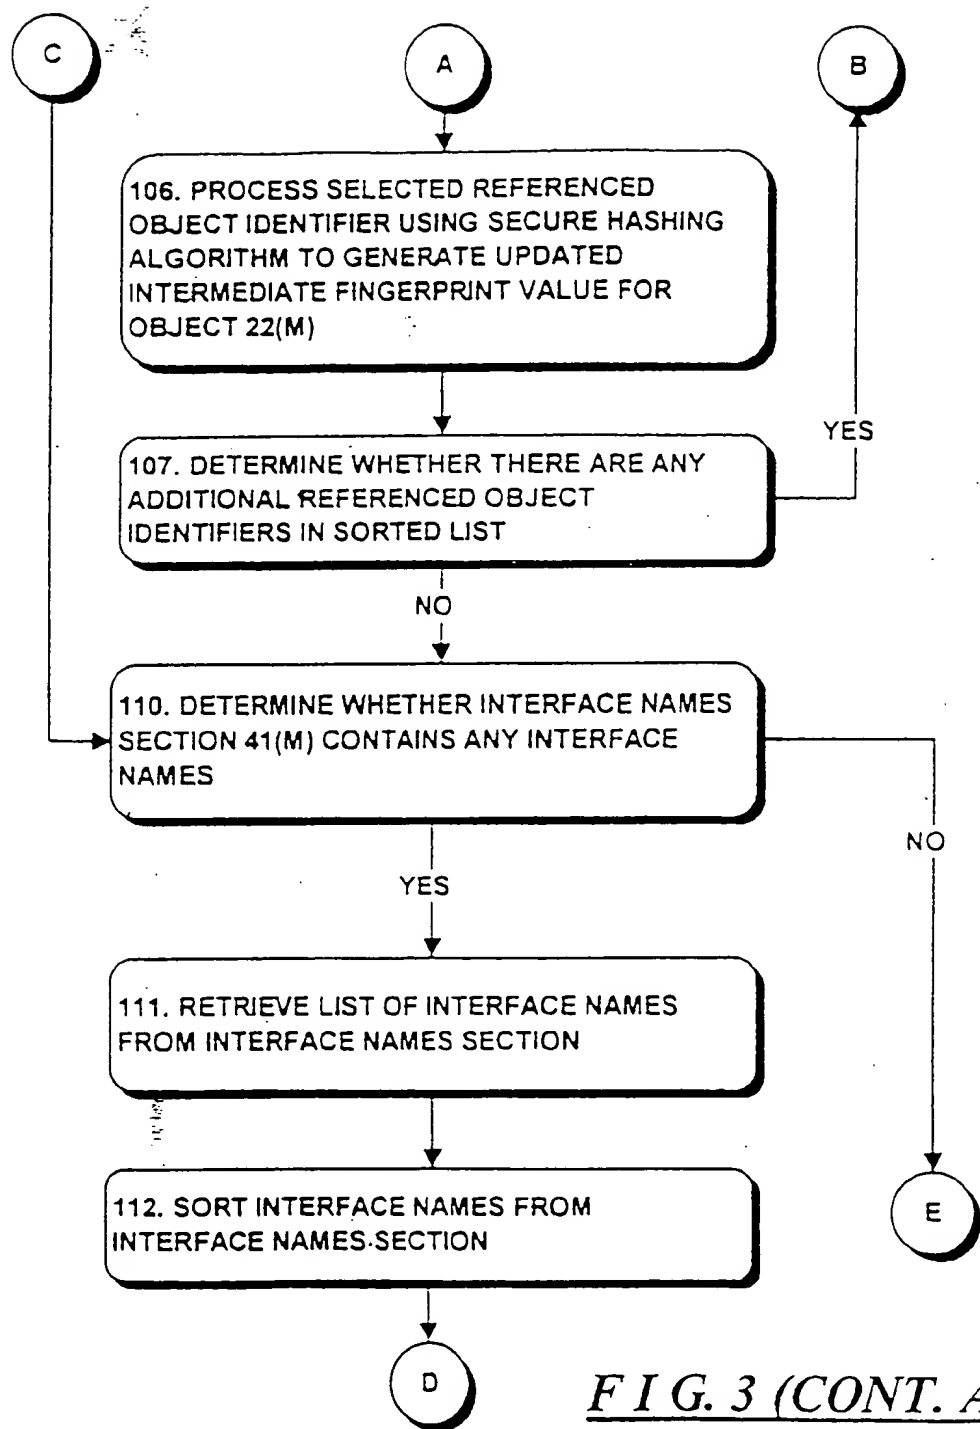 C
A
B
106. PROCESS SELECTED REFERENCED
OBJECT IDENTIFIER USING SECURE HASHING
ALGORITHM TO GENERATE UPDATED
INTERMEDIATE FINGERPRINT VALUE FOR
OBJECT 22(M)
YES
107. DETERMINE WHETHER THERE ARE ANY
ADDITIONAL REFERENCED OBJECT
IDENTIFIERS IN SORTED LIST
NO
110. DETERMINE WHETHER INTERFACE NAMES
SECTION 41(M) CONTAINS ANY INTERFACE
NAMES
NO
YES
111. RETRIEVE LIST OF INTERFACE NAMES
FROM INTERFACE NAMES SECTION
112. SORT INTERFACE NAMES FROM
INTERFACE NAMES SECTION
E
D
FIG. 3 (CONT. A